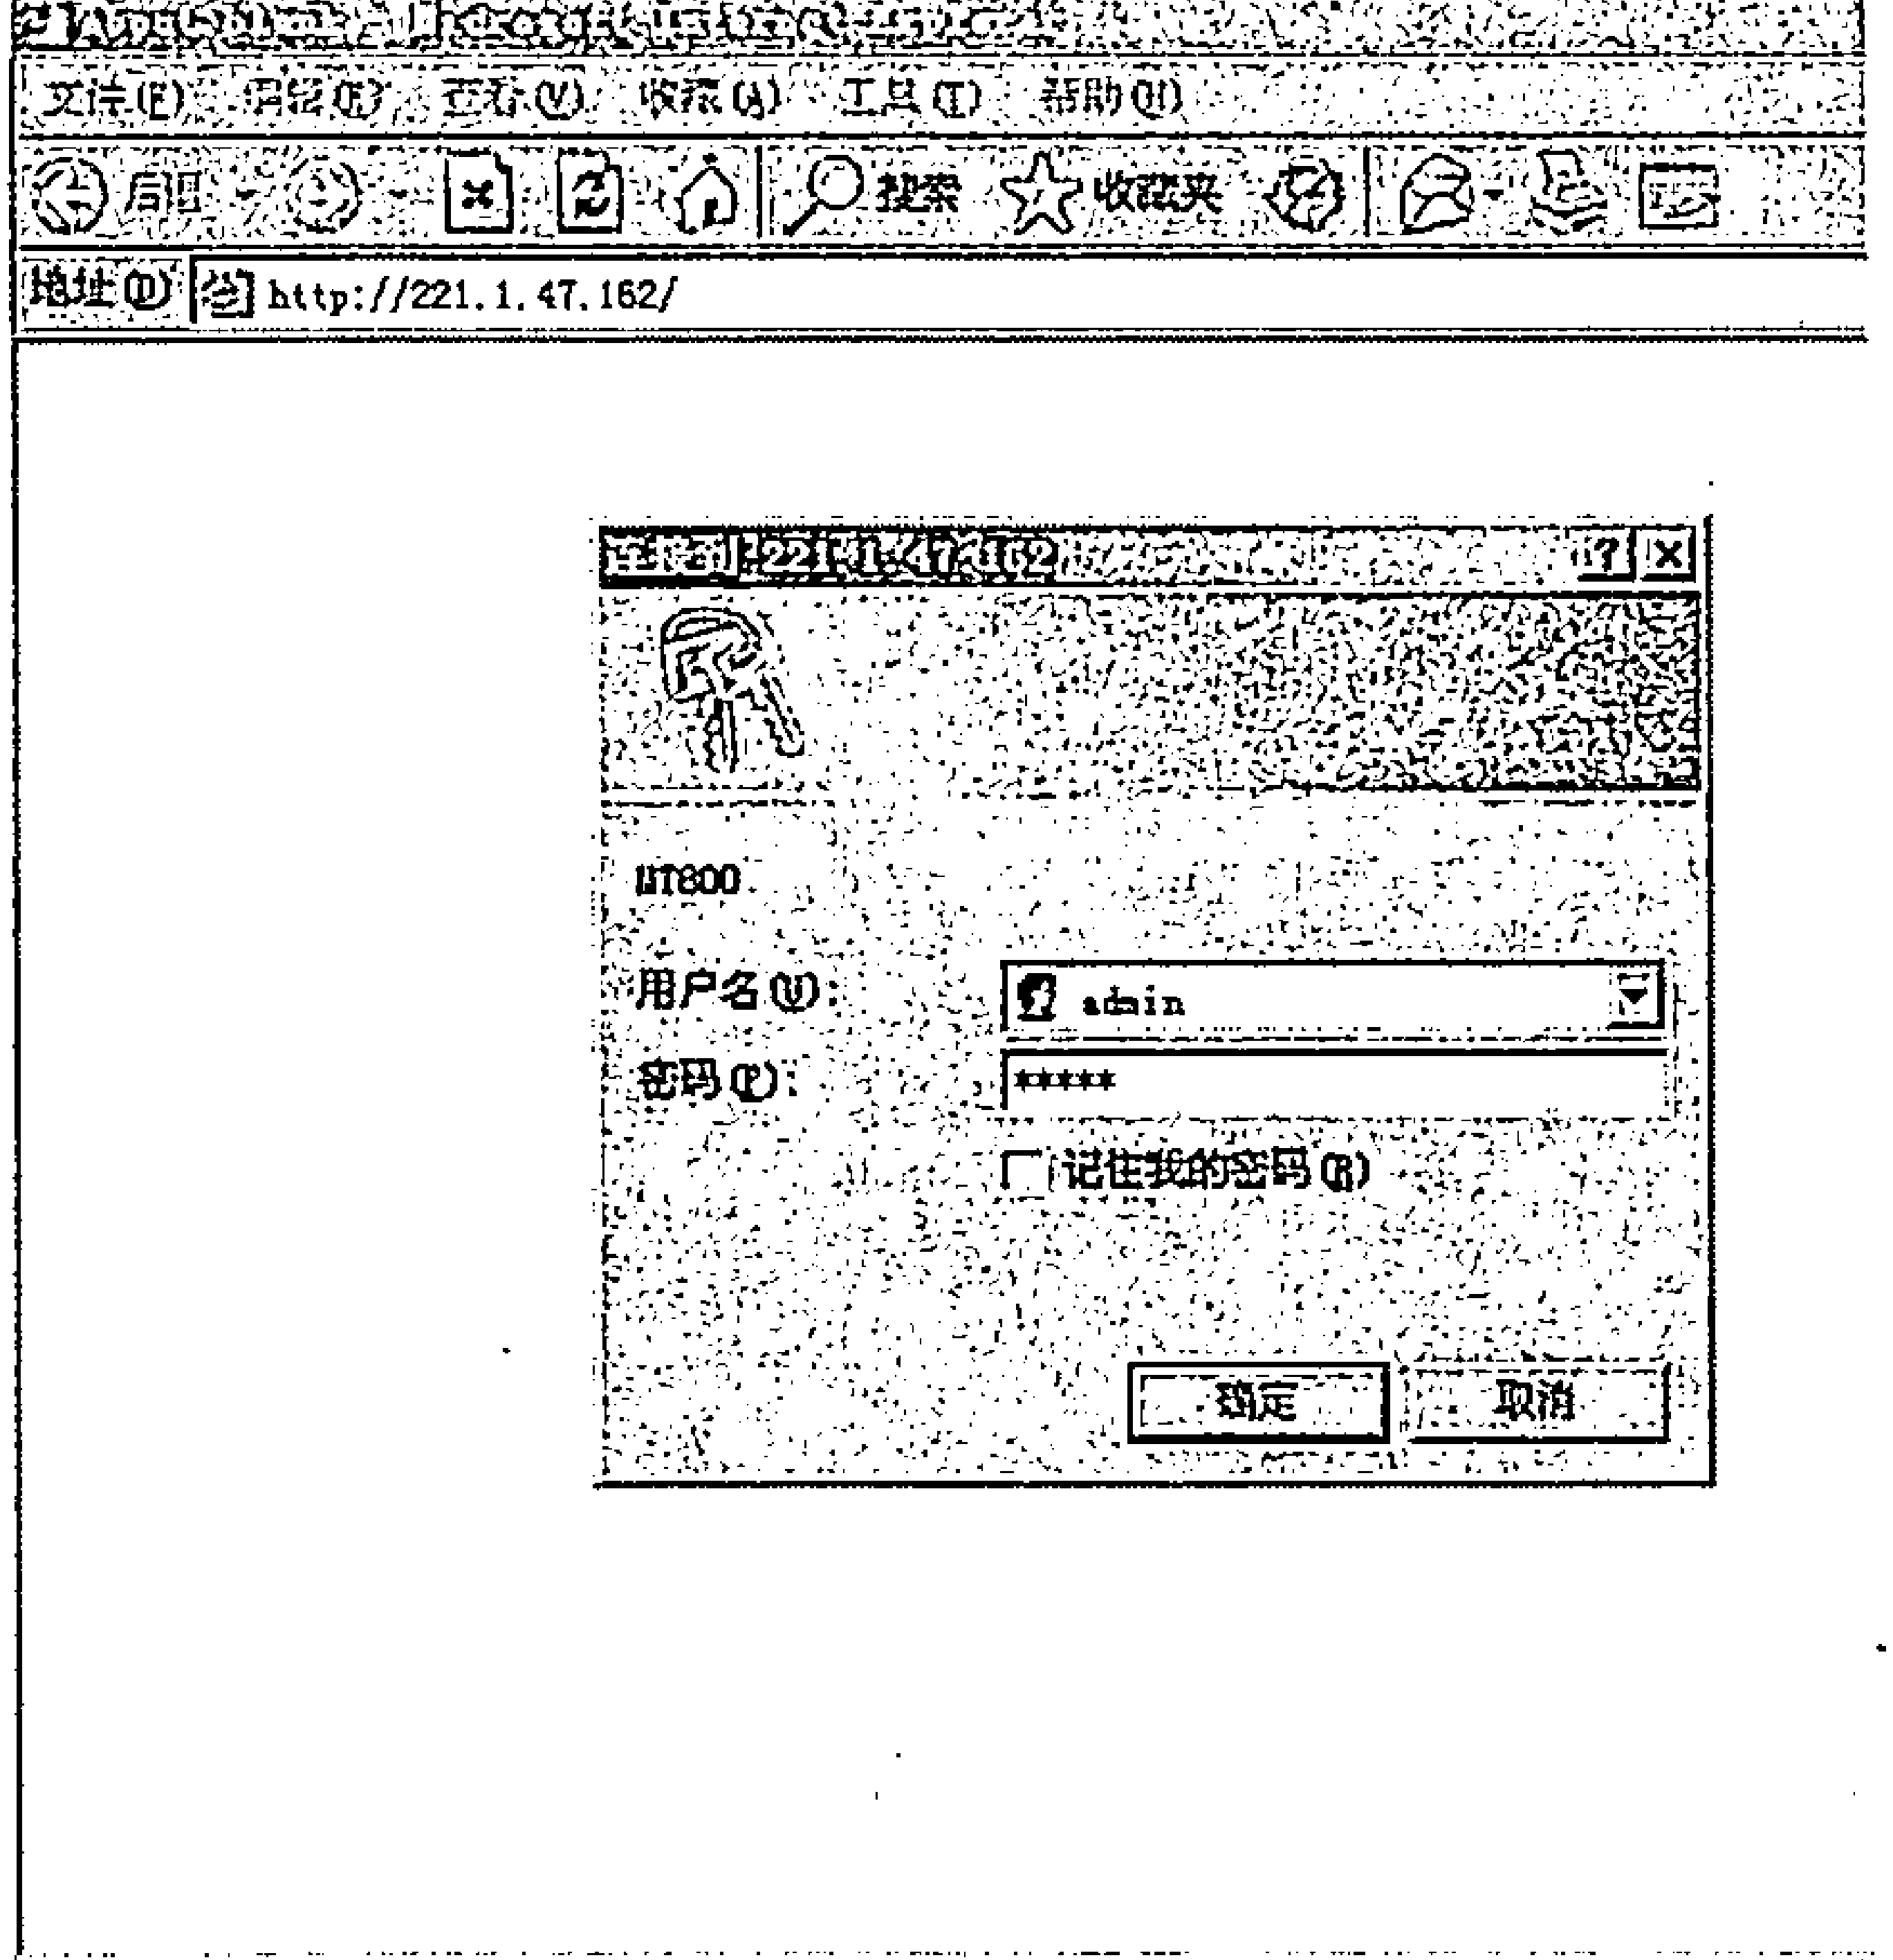 文件(F) 编辑(E) 查看(V) 收藏(A) 工具(T) 帮助(H)
后退 搜索 收藏夹
地址(D) http://221.1.47.162/
连接到 221.1.47.162
MT800
用户名(U): admin
密码(P): *****
记住我的密码(R)
确定 取消